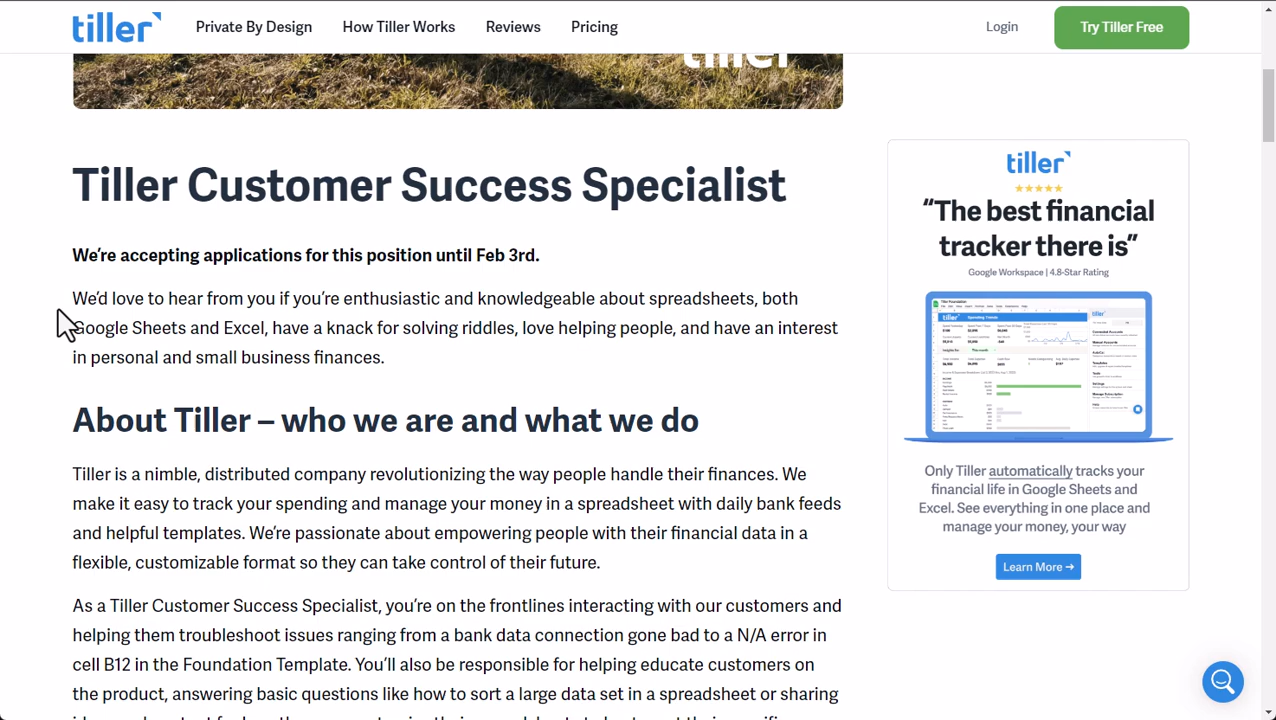 tiller
Private By Design
How Tiller Works
Reviews
Pricing
Login
Try Tiller Free
tiller
Tiller Customer Success Specialist
We're accepting applications for this position until Feb 3rd.
We'd love to hear from you if you're enthusiastic and knowledgeable about spreadsheets, both
Google Sheets and Excel, have a knack for solving riddles, love helping people, and have an interest
in personal and small business finances.
About Tiller – who we are and what we do
Tiller is a nimble, distributed company revolutionizing the way people handle their finances. We
make it easy to track your spending and manage your money in a spreadsheet with daily bank feeds
and helpful templates. We're passionate about empowering people with their financial data in a
flexible, customizable format so they can take control of their future.
As a Tiller Customer Success Specialist, you're on the frontlines interacting with our customers and
helping them troubleshoot issues ranging from a bank data connection gone bad to a N/A error in
cell B12 in the Foundation Template. You'll also be responsible for helping educate customers on
the product, answering basic questions like how to sort a large data set in a spreadsheet or sharing
tiller
“The best financial
tracker there is”
Google Workspace | 4.8-Star Rating
tiller
Only Tiller automatically tracks your
financial life in Google Sheets and
Excel. See everything in one place and
manage your money, your way
Learn More →